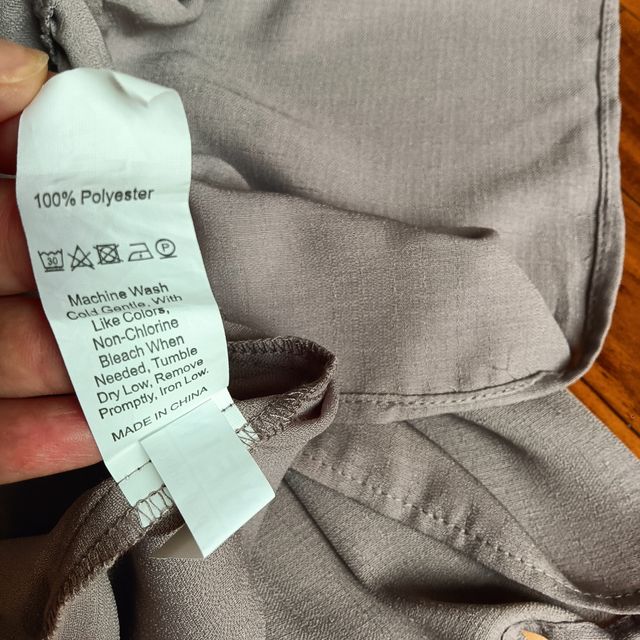 100% Polyester
30 P
Machine Wash
Cold Gentle, With
Like Colors,
Non-Chlorine
Bleach When
Needed, Tumble
Dry Low, Remove
Promptly, Iron Low.
MADE IN CHINA